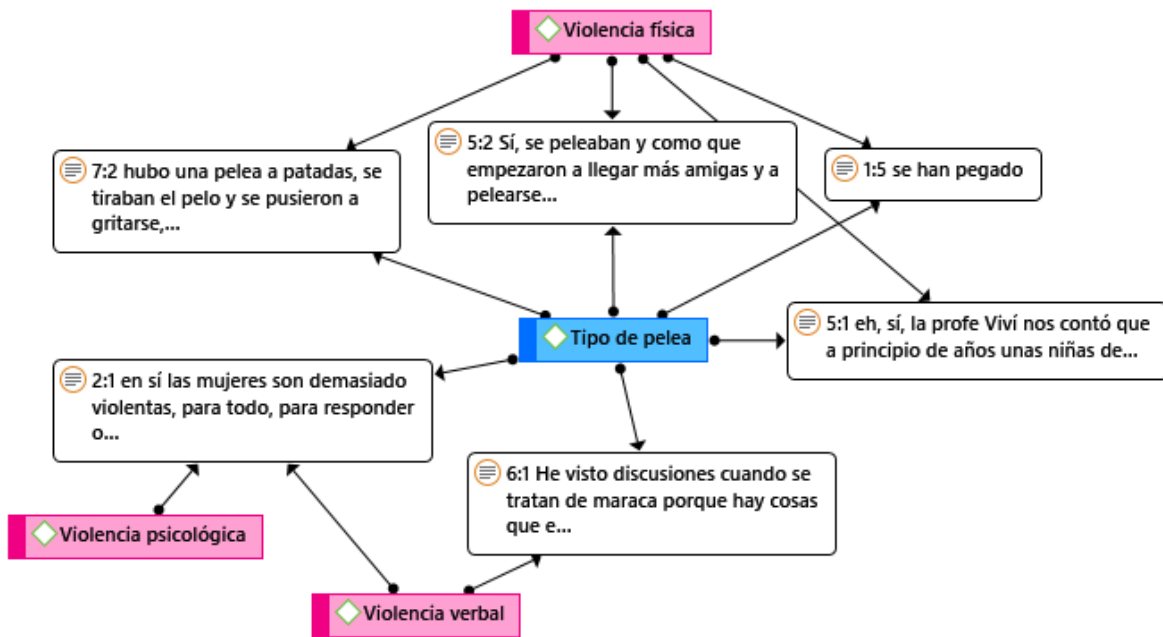 Violencia física
7:2 hubo una pelea a patadas, se
tiraban el pelo y se pusieron a
gritarse,...
5:2 Sí, se peleaban y como que
empezaron a llegar más amigas y a
pelearse...
1:5 se han pegado
Tipo de pelea
5:1 eh, sí, la profe Viví nos contó que
a principio de años unas niñas de...
2:1 en sí las mujeres son demasiado
violentas, para todo, para responder
o...
6:1 He visto discusiones cuando se
tratan de maraca porque hay cosas
que e...
Violencia psicológica
Violencia verbal